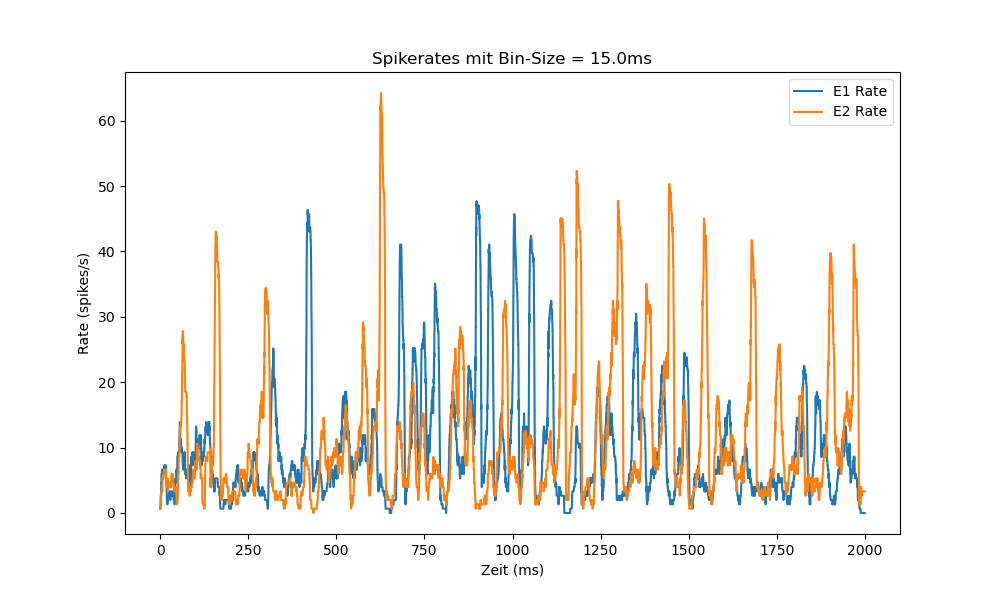 Spikerates mit Bin-Size = 15.0ms
E1 Rate
E2 Rate
Rate (spikes/s)
60
50
40
30
20
10
0
0 250 500 750 1000 1250 1500 1750 2000
Zeit (ms)